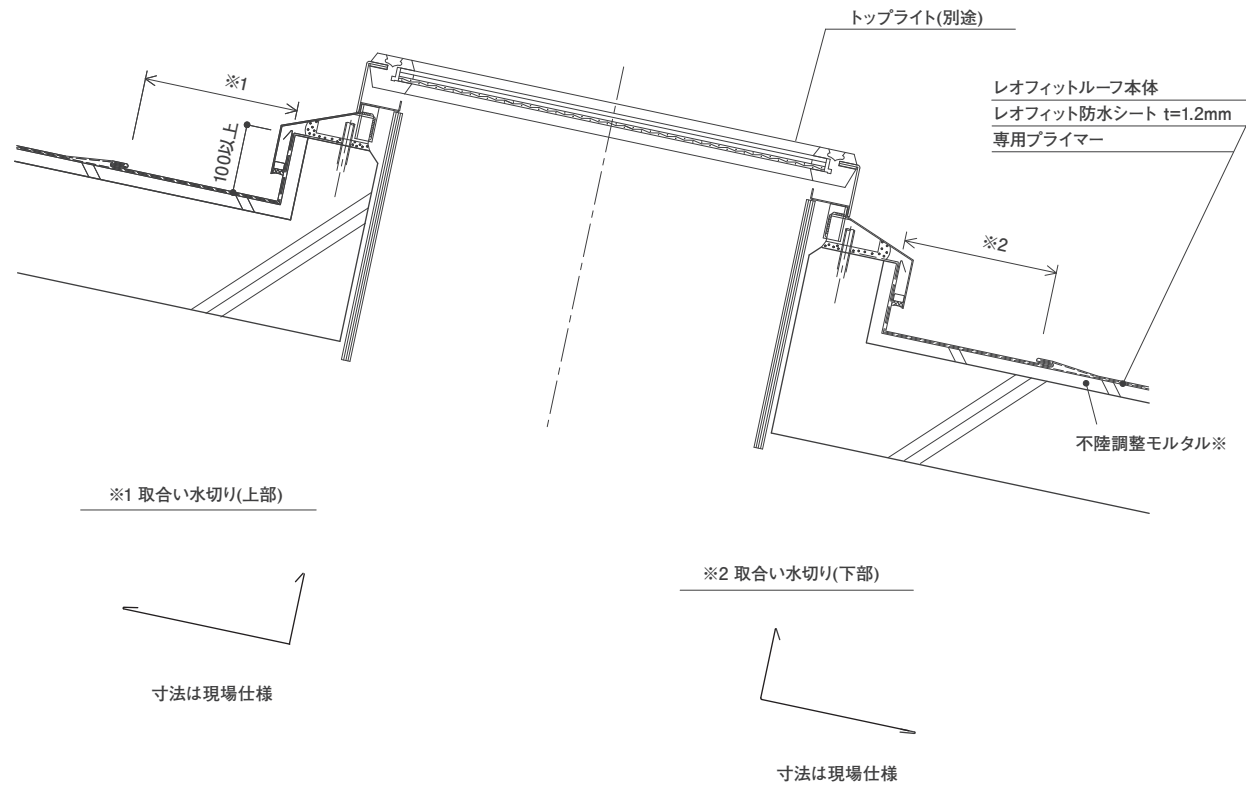 トップライト(別途)
レオフィットルーフ本体
レオフィット防水シート t=1.2mm
専用プライマー
※1
100以上
※2
不陸調整モルタル※
※1 取合い水切り(上部)
※2 取合い水切り(下部)
寸法は現場仕様
寸法は現場仕様